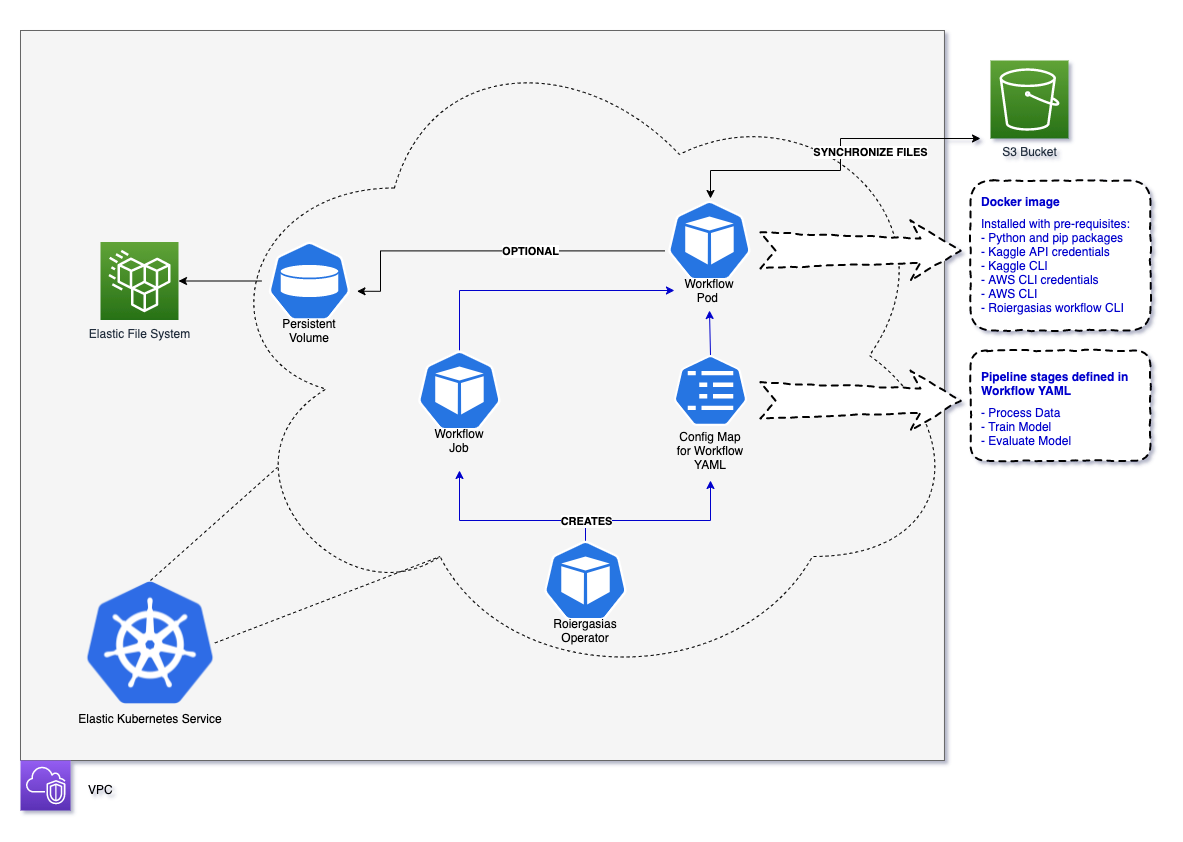 S3 Bucket
SYNCHRONIZE FILES
Docker image
Installed with pre-requisites:
- Python and pip packages
- Kaggle API credentials
- Kaggle CLI
- AWS CLI credentials
- AWS CLI
- Roiergasias workflow CLI
OPTIONAL
Workflow
Pod
Elastic File System
Persistent
Volume
Pipeline stages defined in
Workflow YAML
- Process Data
- Train Model
- Evaluate Model
Workflow
Job
Config Map
for Workflow
YAML
CREATES
Roiergasias
Operator
Elastic Kubernetes Service
VPC